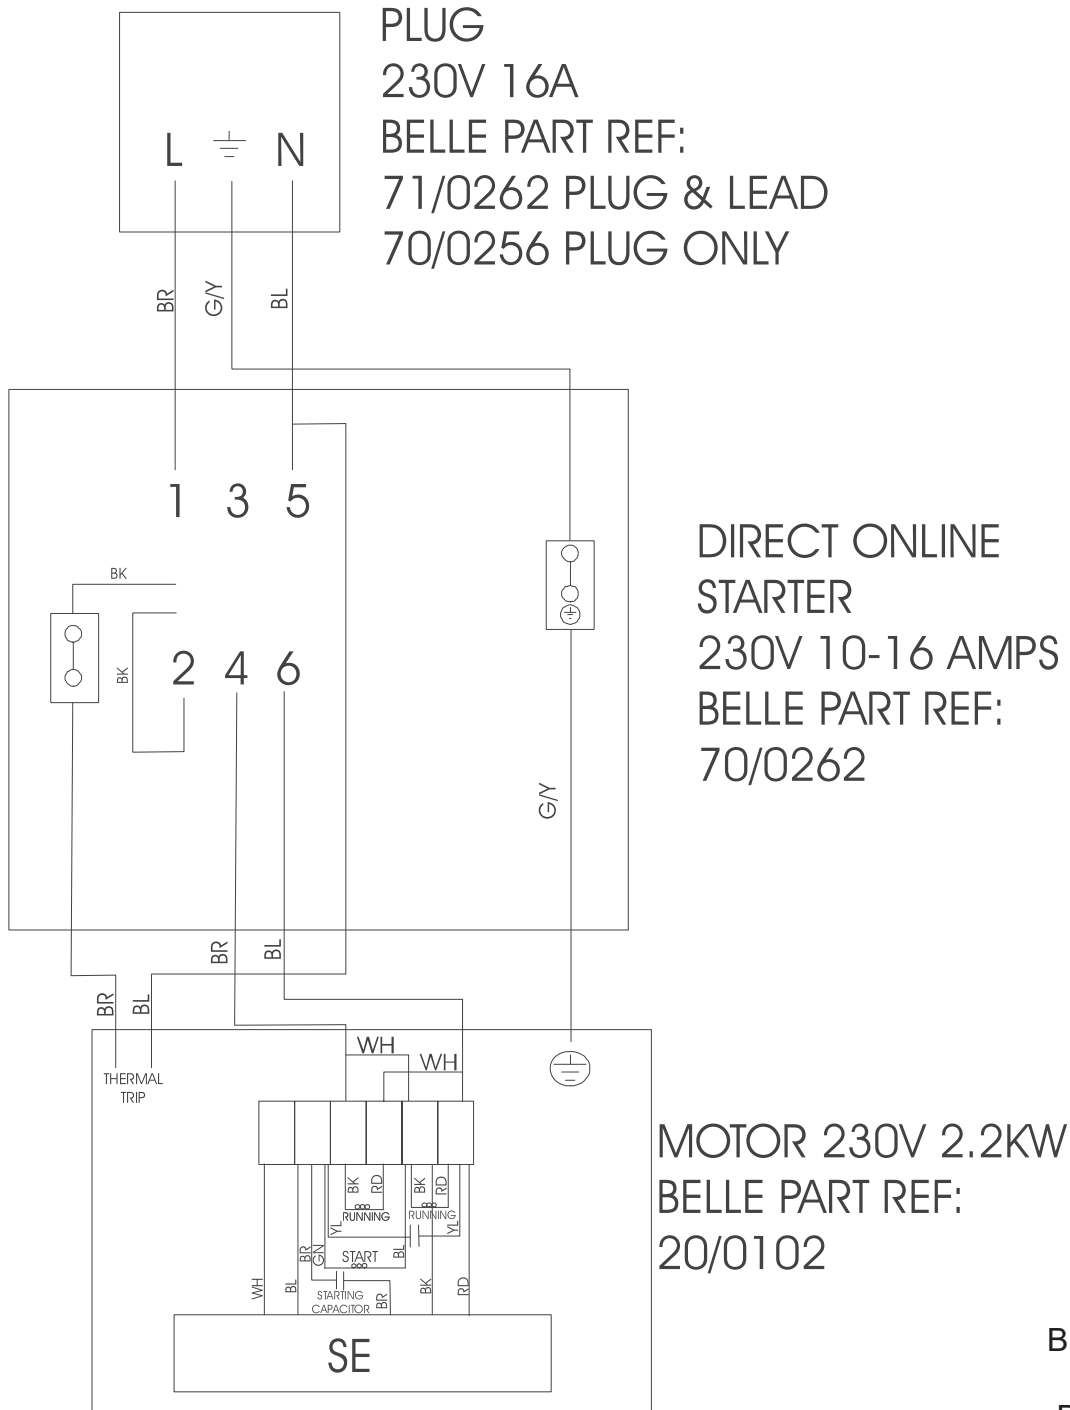 PLUG
230V 16A
BELLE PART REF:
71/0262 PLUG & LEAD
70/0256 PLUG ONLY
L N
BR G/Y BL
1 3 5
BK
DIRECT ONLINE
STARTER
230V 10-16 AMPS
BELLE PART REF:
70/0262
BK
2 4 6
G/Y
BR BL
BR BL
WH
WH
THERMAL
TRIP
MOTOR 230V 2.2KW
BELLE PART REF:
20/0102
BK RD BK RD
RUNNING RUNNING
YL YL
BR GN START BL
WH BL STARTING BR BK RD
CAPACITOR
SE
B